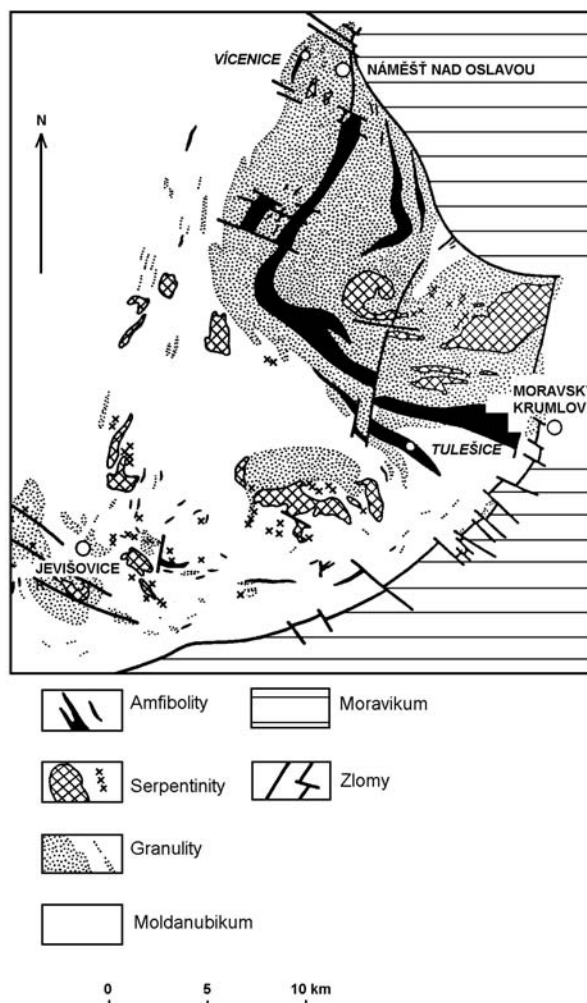 VÍCENICE
NÁMĚŠŤ NAD OSLAVOU
N
MORAVSKÝ
KRUMLOV
TULEŠICE
JEVIŠOVICE
Amfibolity
Moravikum
Serpentinity
Zlomy
Granulity
Moldanubikum
0 5 10 km